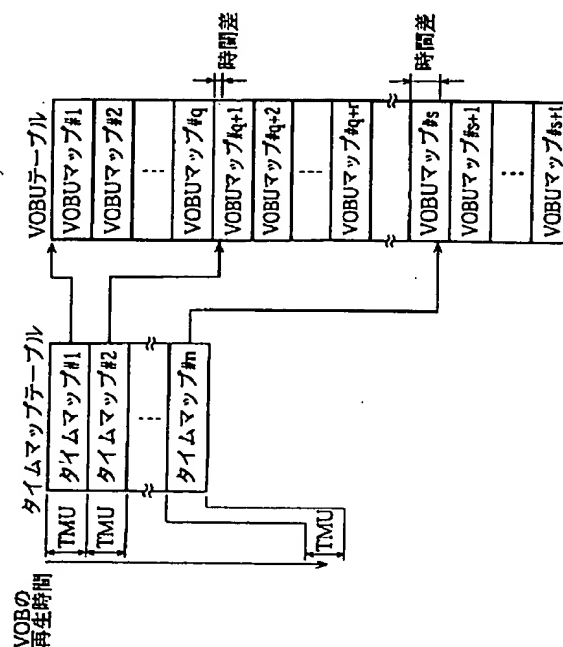 VOBの
再生時間
TMU
TMU
TMU
タイムマップテーブル
タイムマップ#1
タイムマップ#2
....
タイムマップ#n
VOBUテーブル
VOBUマップ#1
VOBUマップ#2
....
VOBUマップ#q
VOBUマップ#q+1
VOBUマップ#q+2
....
VOBUマップ#q+r
VOBUマップ#s
VOBUマップ#s+1
...
VOBUマップ#s+t
時間差
時間差